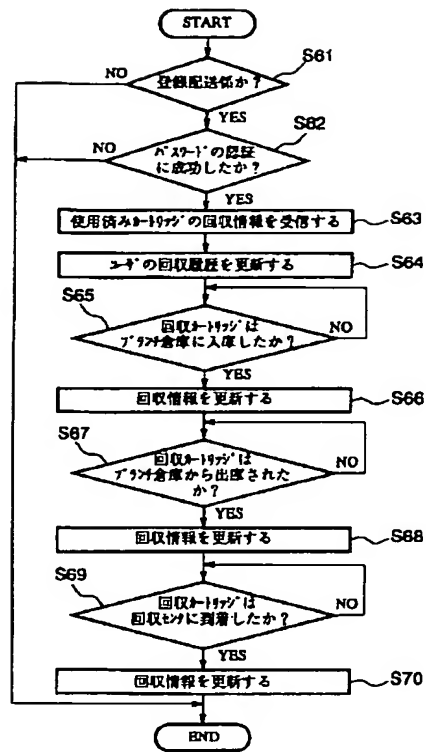 START
S61
登録配送係か?
NO
YES
S62
パスワードの認証
に成功したか?
NO
YES
使用済みカートリッジの回収情報を受信する
S63
ユーザの回収履歴を更新する
S64
S65
回収カートリッジは
ブランチ倉庫に入庫したか?
NO
YES
回収情報を更新する
S66
S67
回収カートリッジは
ブランチ倉庫から出庫された
か?
NO
YES
回収情報を更新する
S68
S69
回収カートリッジは
回収センタに到着したか?
NO
YES
回収情報を更新する
S70
END